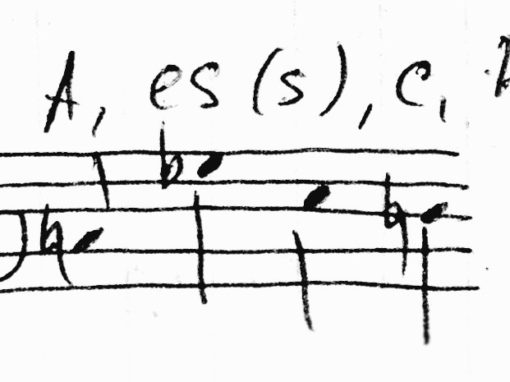 A, es (s), c,